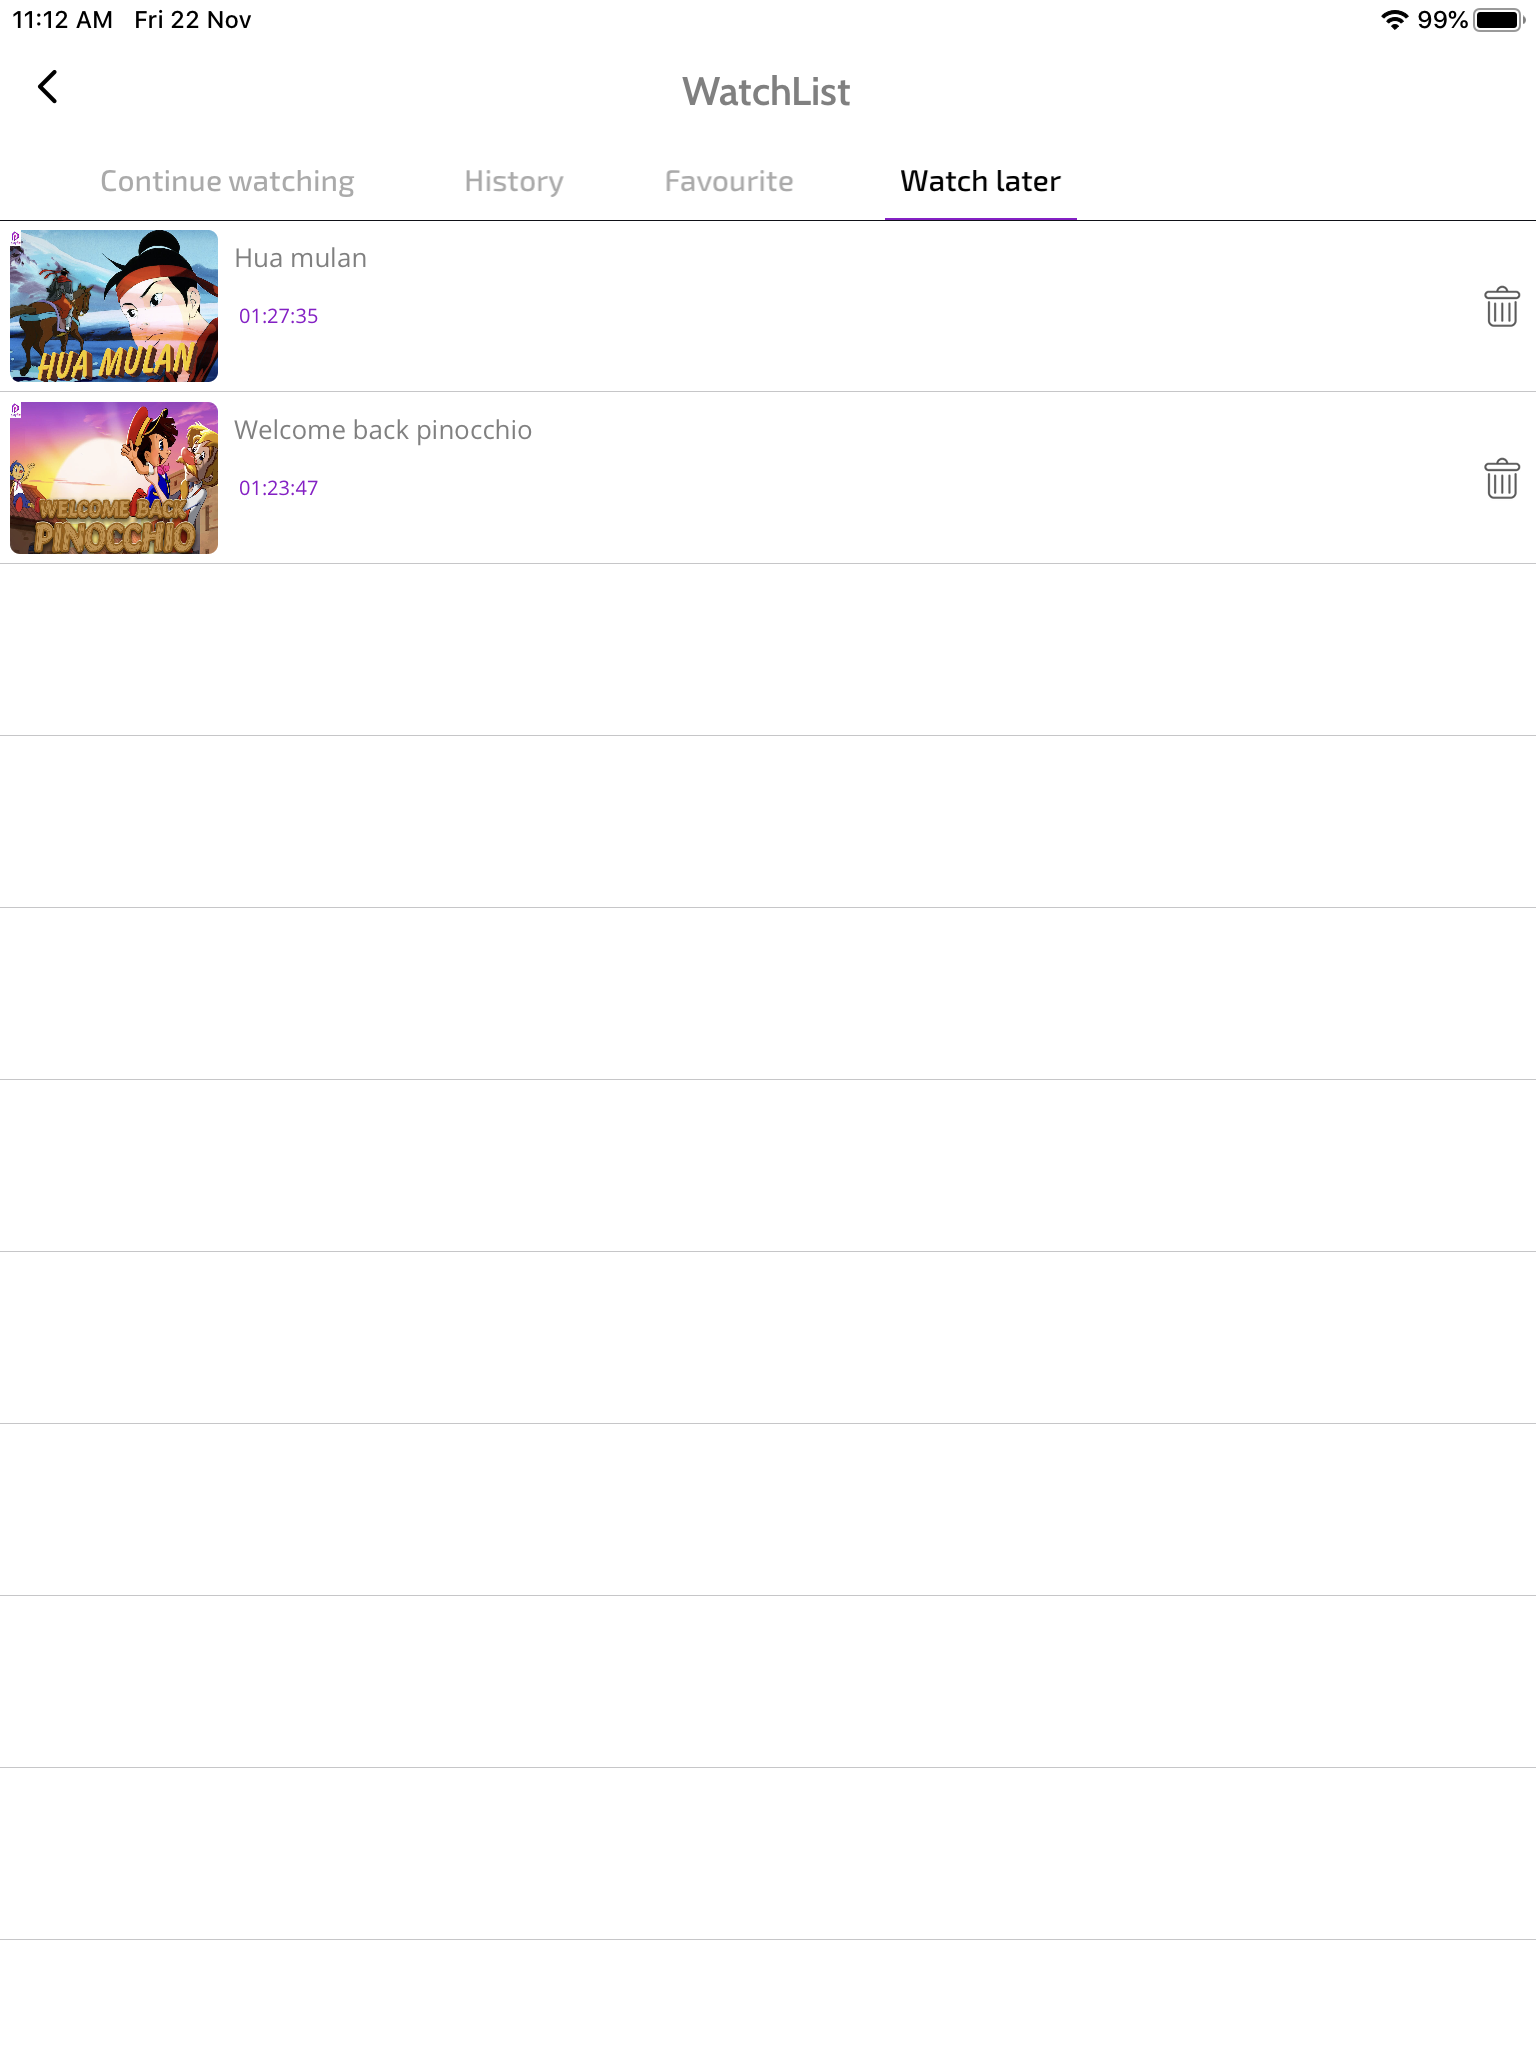 11:12 AM Fri 22 Nov 99%
WatchList
Continue watching History Favourite Watch later
HUA MULAN
Hua mulan
01:27:35
WELCOME BACK
PINOCCHIO
Welcome back pinocchio
01:23:47